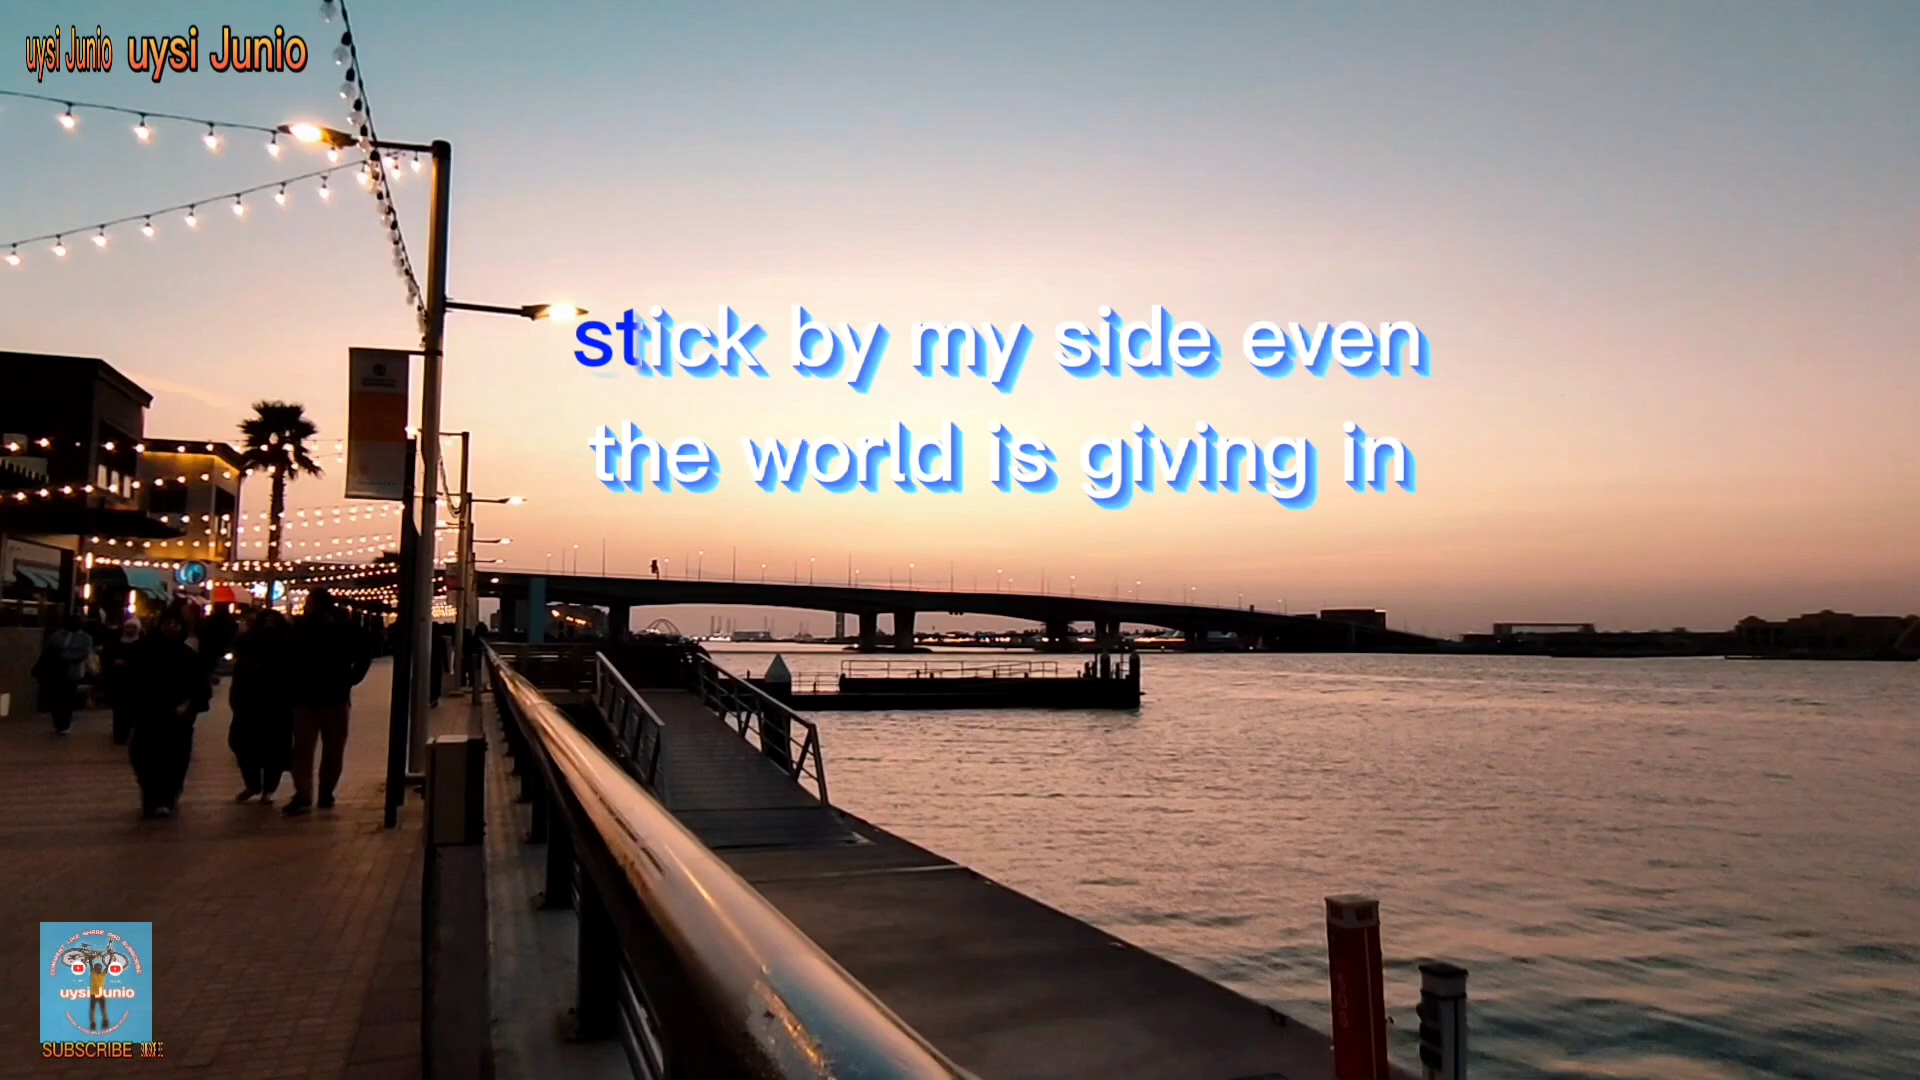 uysi Junio uysi Junio
stick by my side even
the world is giving in
uysi Junio
SUBSCRIBE